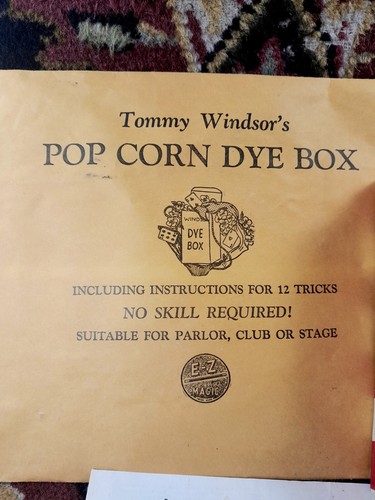 Tommy Windsor's
POP CORN DYE BOX
WINDSOR
DYE
BOX
INCLUDING INSTRUCTIONS FOR 12 TRICKS
NO SKILL REQUIRED!
SUITABLE FOR PARLOR, CLUB OR STAGE
E-Z
MAGIC